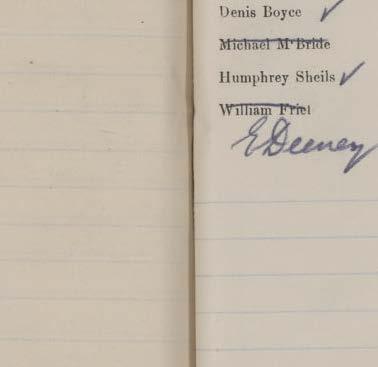 Denis Boyce ✓
Michael M'Bride
Humphrey Sheils ✓
William Friel
E Deeney